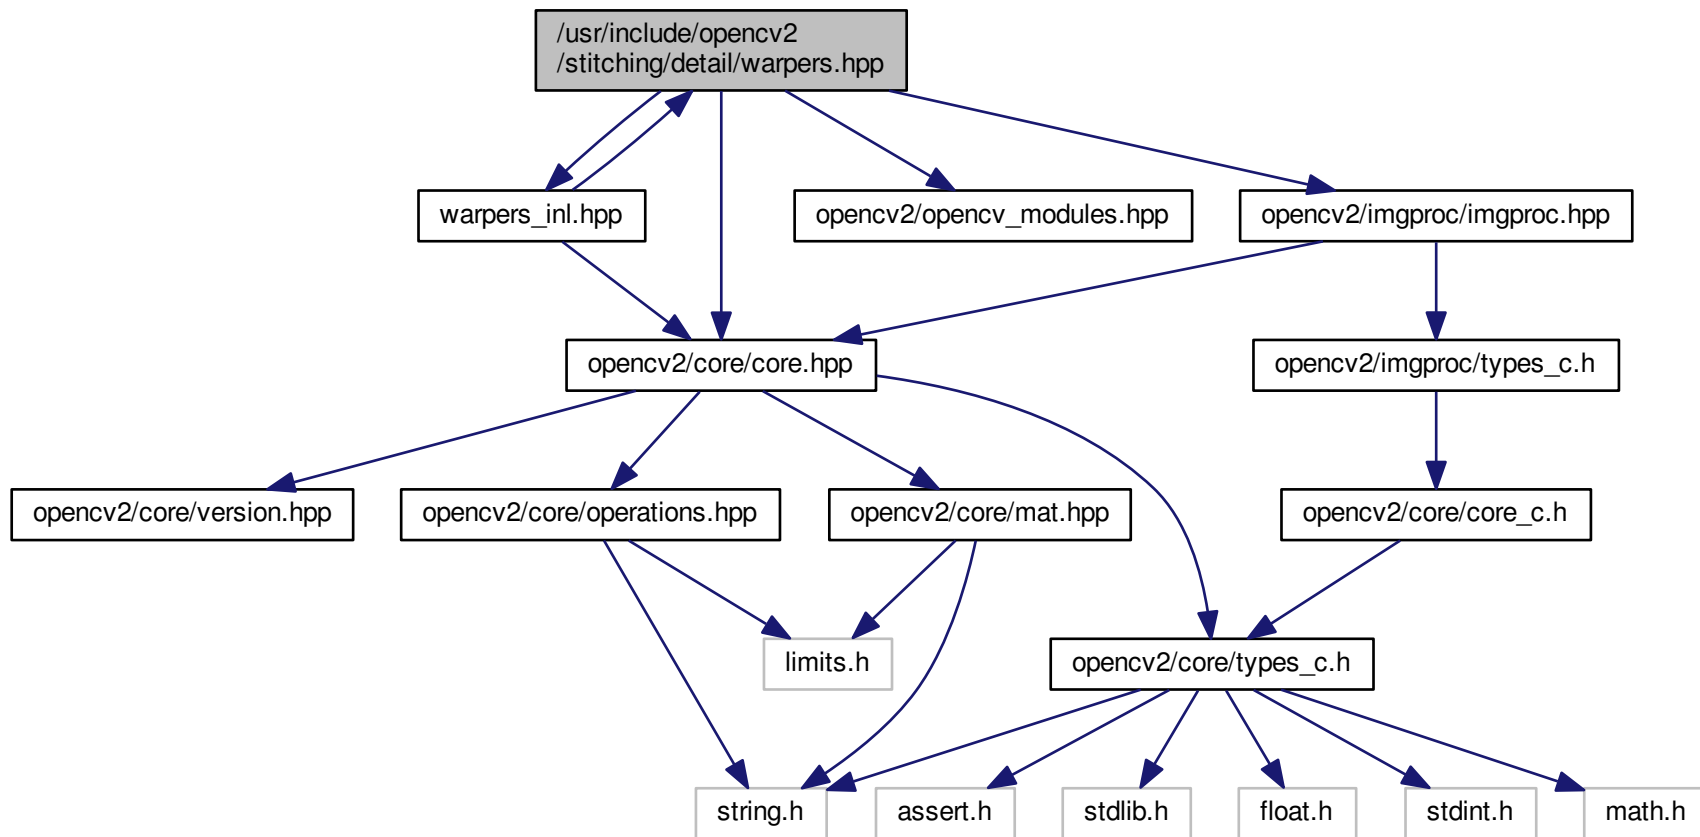 /usr/include/opencv2
/stitching/detail/warpers.hpp
warpers_inl.hpp
opencv2/opencv_modules.hpp
opencv2/imgproc/imgproc.hpp
opencv2/core/core.hpp
opencv2/imgproc/types_c.h
opencv2/core/version.hpp
opencv2/core/operations.hpp
opencv2/core/mat.hpp
opencv2/core/core_c.h
limits.h
opencv2/core/types_c.h
string.h
assert.h
stdlib.h
float.h
stdint.h
math.h